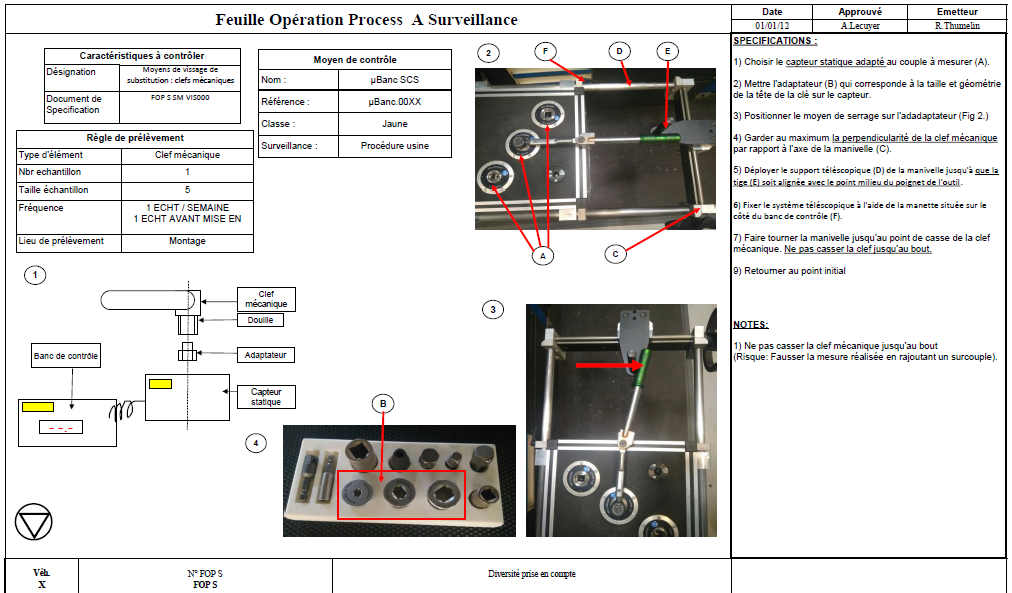 Feuille Opération Process A Surveillance
Date
Approuvé
Emetteur
01/01/12
A.Lecuyer
R.Thumelin
Caractéristiques à contrôler
Désignation
Moyens de vissage de
substitution : clefs mécaniques
Document de
Specification
FOP S SM VIS000
Moyen de contrôle
Nom :
µBanc SCS
Référence :
µBanc.00XX
Classe :
Jaune
Surveillance :
Procédure usine
Règle de prélèvement
Type d'élément
Clef mécanique
Nbr echantillon
1
Taille échantillon
5
Fréquence
1 ECHT / SEMAINE
1 ECHT AVANT MISE EN
Lieu de prélèvement
Montage
1
Clef
mécanique
Douille
Adaptateur
Banc de contrôle
Capteur
statique
- -.-
2
F
D
E
A
C
3
4
B
SPECIFICATIONS :
1) Choisir le capteur statique adapté au couple à mesurer (A).
2) Mettre l'adaptateur (B) qui corresponde à la taille et géométrie
de la tête de la clé sur le capteur.
3) Positionner le moyen de serrage sur l'adadaptateur (Fig 2.)
4) Garder au maximum la perpendicularité de la clef mécanique
par rapport à l'axe de la manivelle (C).
5) Déployer le support téléscopique (D) de la manivelle jusqu'à que la
tige (E) soit alignée avec le point milieu du poignet de l'outil.
6) Fixer le système téléscopique à l'aide de la manette située sur le
côté du banc de contrôle (F).
7) Faire tourner la manivelle jusqu'au point de casse de la clef
mécanique. Ne pas casser la clef jusqu'au bout.
9) Retourner au point initial
NOTES:
1) Ne pas casser la clef mécanique jusqu'au bout
(Risque: Fausser la mesure réalisée en rajoutant un surcouple).
Véh.
X
N° FOP S
FOP S
Diversité prise en compte